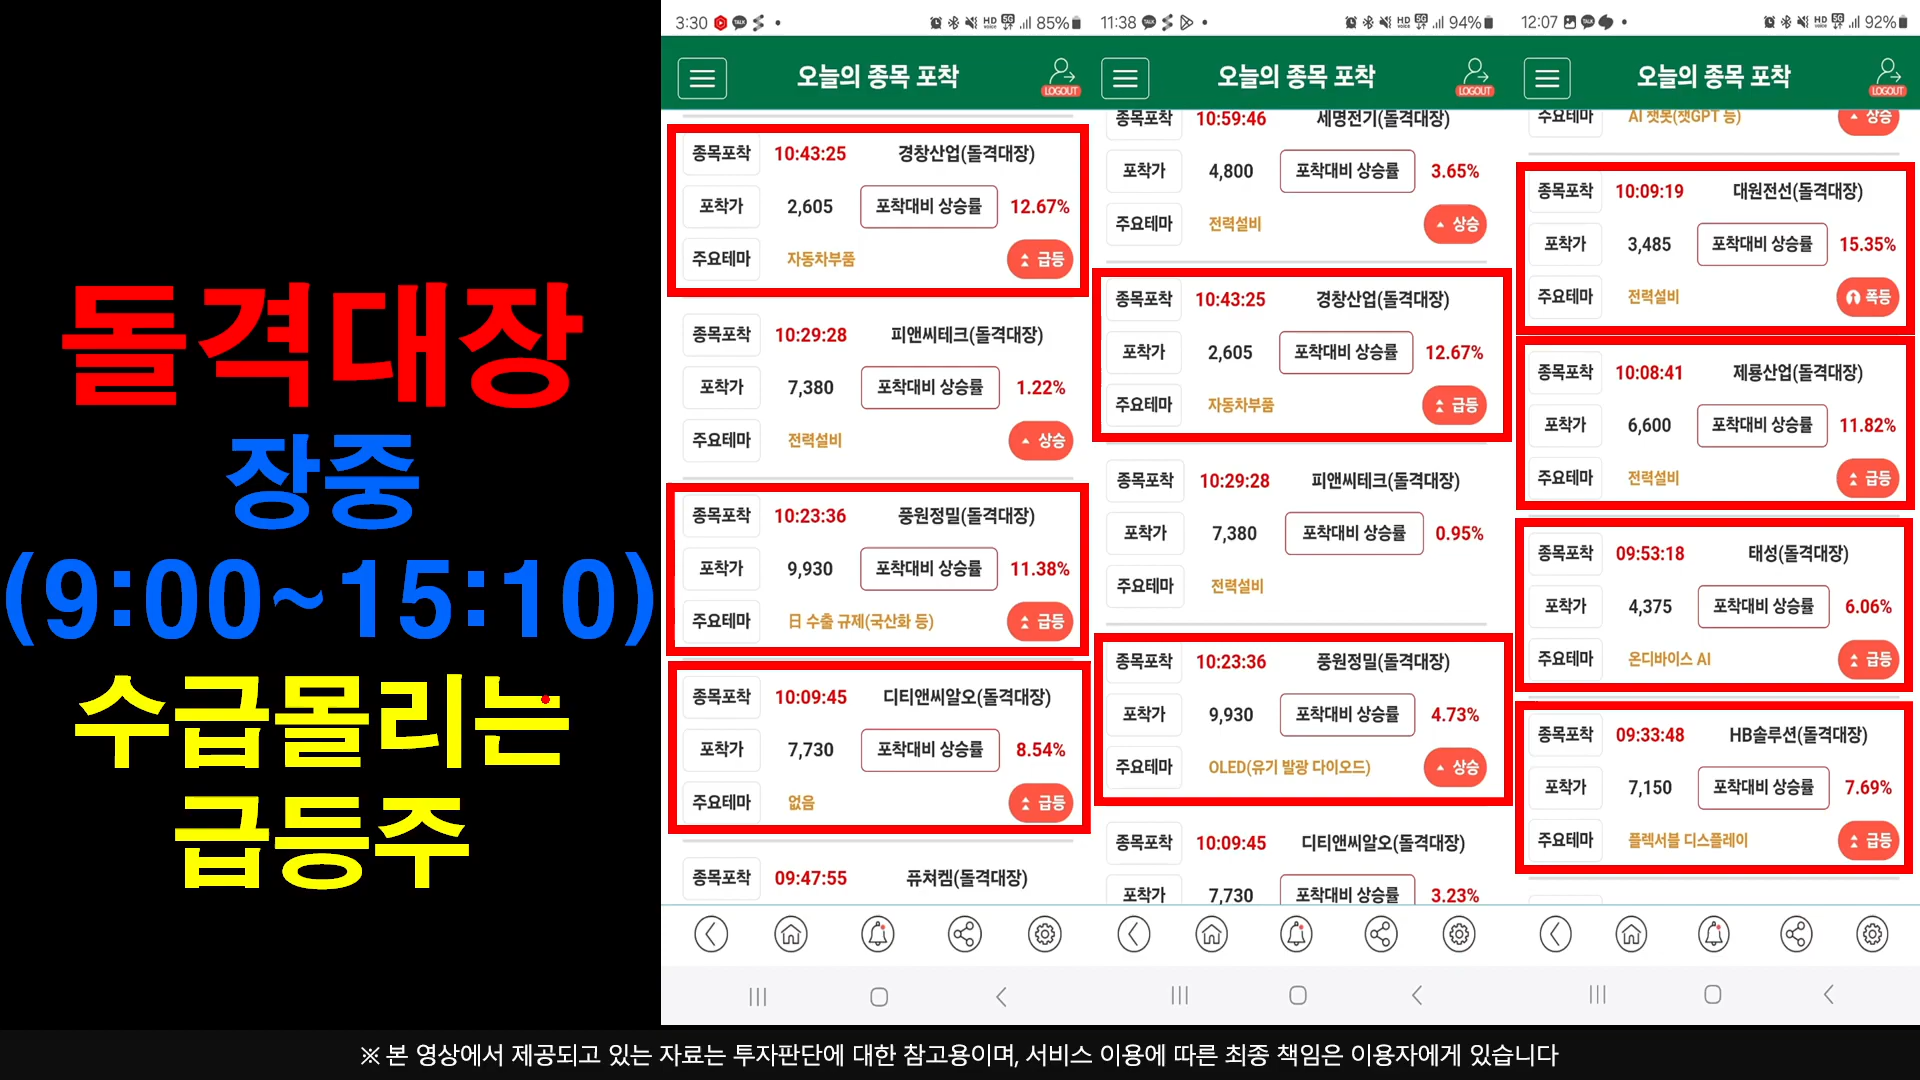 돌격대장
장중
(9:00~15:10)
수급몰리는
급등주
3:30
HD VOICE 5G 85%
오늘의 종목 포착
LOGOUT
종목포착 10:43:25 경창산업(돌격대장)
포착가 2,605 포착대비 상승률 12.67%
주요테마 자동차부품 급등
종목포착 10:29:28 피앤씨테크(돌격대장)
포착가 7,380 포착대비 상승률 1.22%
주요테마 전력설비 상승
종목포착 10:23:36 풍원정밀(돌격대장)
포착가 9,930 포착대비 상승률 11.38%
주요테마 日 수출 규제(국산화 등) 급등
종목포착 10:09:45 디티앤씨알오(돌격대장)
포착가 7,730 포착대비 상승률 8.54%
주요테마 없음 급등
종목포착 09:47:55 퓨쳐켐(돌격대장)
11:38
HD VOICE 5G 94%
오늘의 종목 포착
LOGOUT
종목포착 10:59:46 세명전기(돌격대장)
포착가 4,800 포착대비 상승률 3.65%
주요테마 전력설비 상승
종목포착 10:43:25 경창산업(돌격대장)
포착가 2,605 포착대비 상승률 12.67%
주요테마 자동차부품 급등
종목포착 10:29:28 피앤씨테크(돌격대장)
포착가 7,380 포착대비 상승률 0.95%
주요테마 전력설비
종목포착 10:23:36 풍원정밀(돌격대장)
포착가 9,930 포착대비 상승률 4.73%
주요테마 OLED(유기 발광 다이오드) 상승
종목포착 10:09:45 디티앤씨알오(돌격대장)
포착가 7,730 포착대비 상승률 3.23%
12:07
HD VOICE 5G 92%
오늘의 종목 포착
LOGOUT
주요테마 AI 챗봇(챗GPT 등) 상승
종목포착 10:09:19 대원전선(돌격대장)
포착가 3,485 포착대비 상승률 15.35%
주요테마 전력설비 폭등
종목포착 10:08:41 제룡산업(돌격대장)
포착가 6,600 포착대비 상승률 11.82%
주요테마 전력설비 급등
종목포착 09:53:18 태성(돌격대장)
포착가 4,375 포착대비 상승률 6.06%
주요테마 온디바이스 AI 급등
종목포착 09:33:48 HB솔루션(돌격대장)
포착가 7,150 포착대비 상승률 7.69%
주요테마 플렉서블 디스플레이 급등
※ 본 영상에서 제공되고 있는 자료는 투자판단에 대한 참고용이며, 서비스 이용에 따른 최종 책임은 이용자에게 있습니다